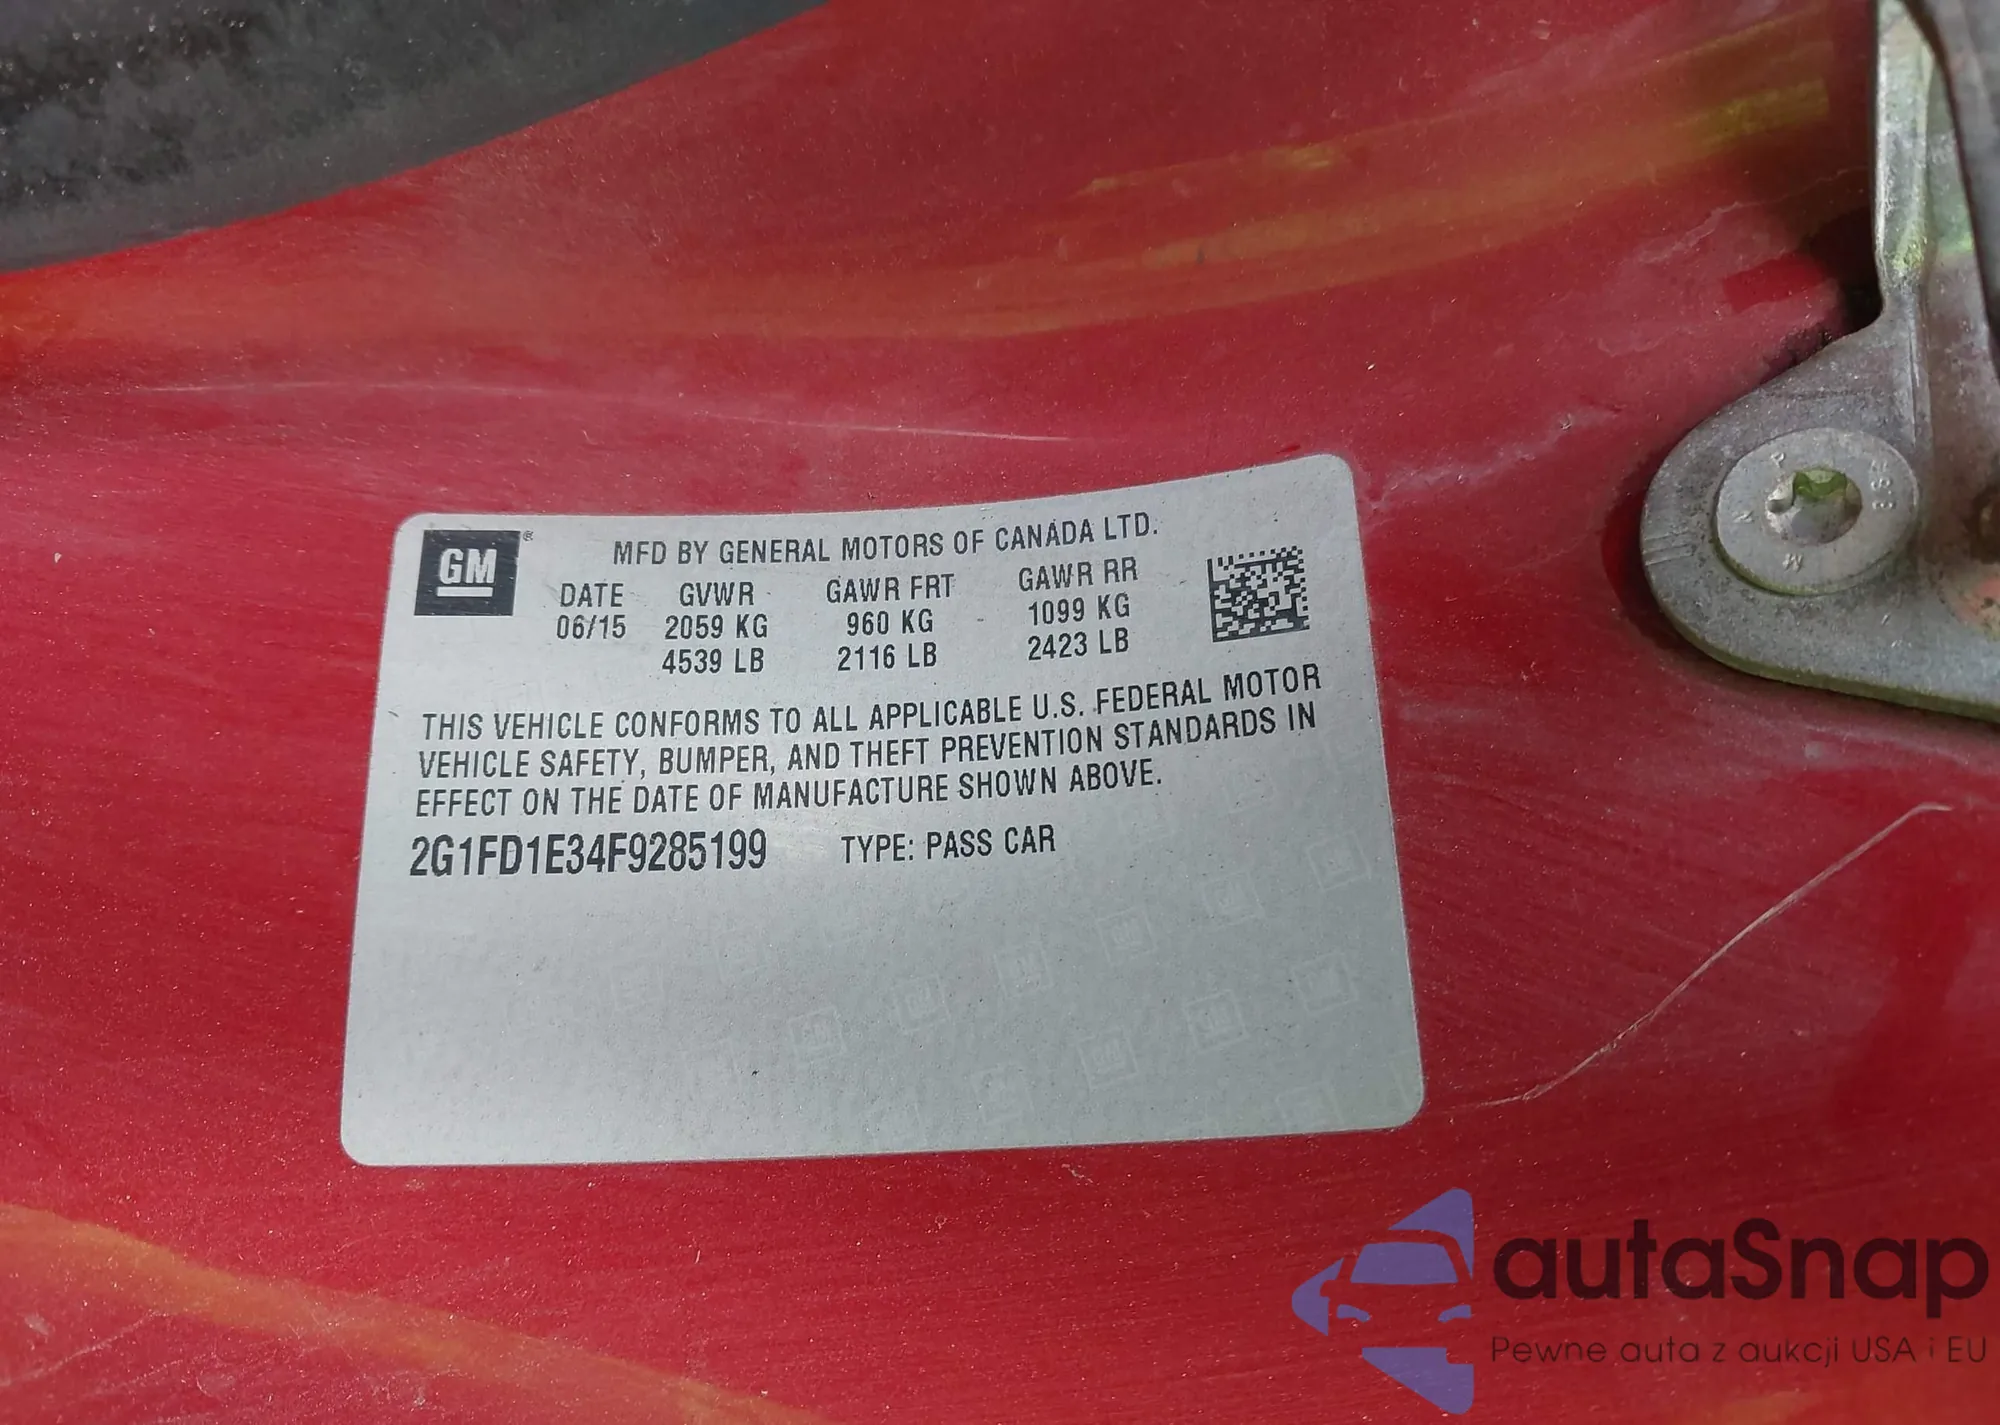 GM
MFD BY GENERAL MOTORS OF CANADA LTD.
DATE GVWR GAWR FRT GAWR RR
06/15 2059 KG 960 KG 1099 KG
4539 LB 2116 LB 2423 LB
THIS VEHICLE CONFORMS TO ALL APPLICABLE U.S. FEDERAL MOTOR
VEHICLE SAFETY, BUMPER, AND THEFT PREVENTION STANDARDS IN
EFFECT ON THE DATE OF MANUFACTURE SHOWN ABOVE.
2G1FD1E34F9285199 TYPE: PASS CAR
autaSnap
Pewne auta z aukcji USA i EU